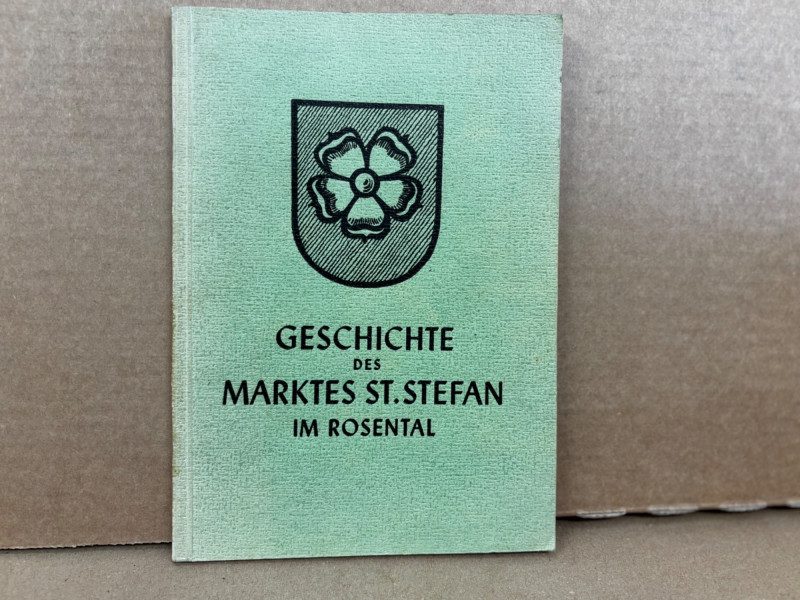 GESCHICHTE
DES
MARKTES ST. STEFAN
IM ROSENTAL